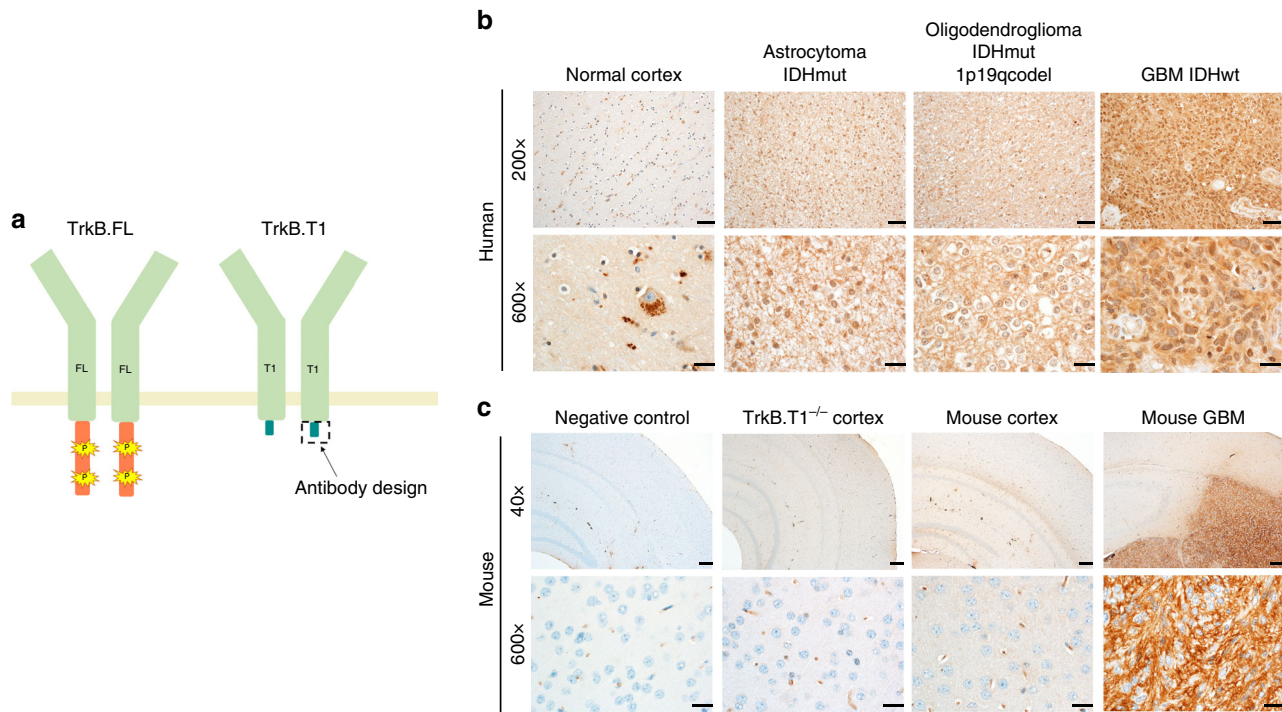 a
TrkB.FL
TrkB.T1
FL
FL
T1
T1
P
P
P
P
Antibody design
b
Normal cortex
Astrocytoma
IDHmut
Oligodendroglioma
IDHmut
1p19qcodel
GBM IDHwt
Human
200×
600×
c
Negative control
TrkB.T1−/− cortex
Mouse cortex
Mouse GBM
Mouse
40×
600×